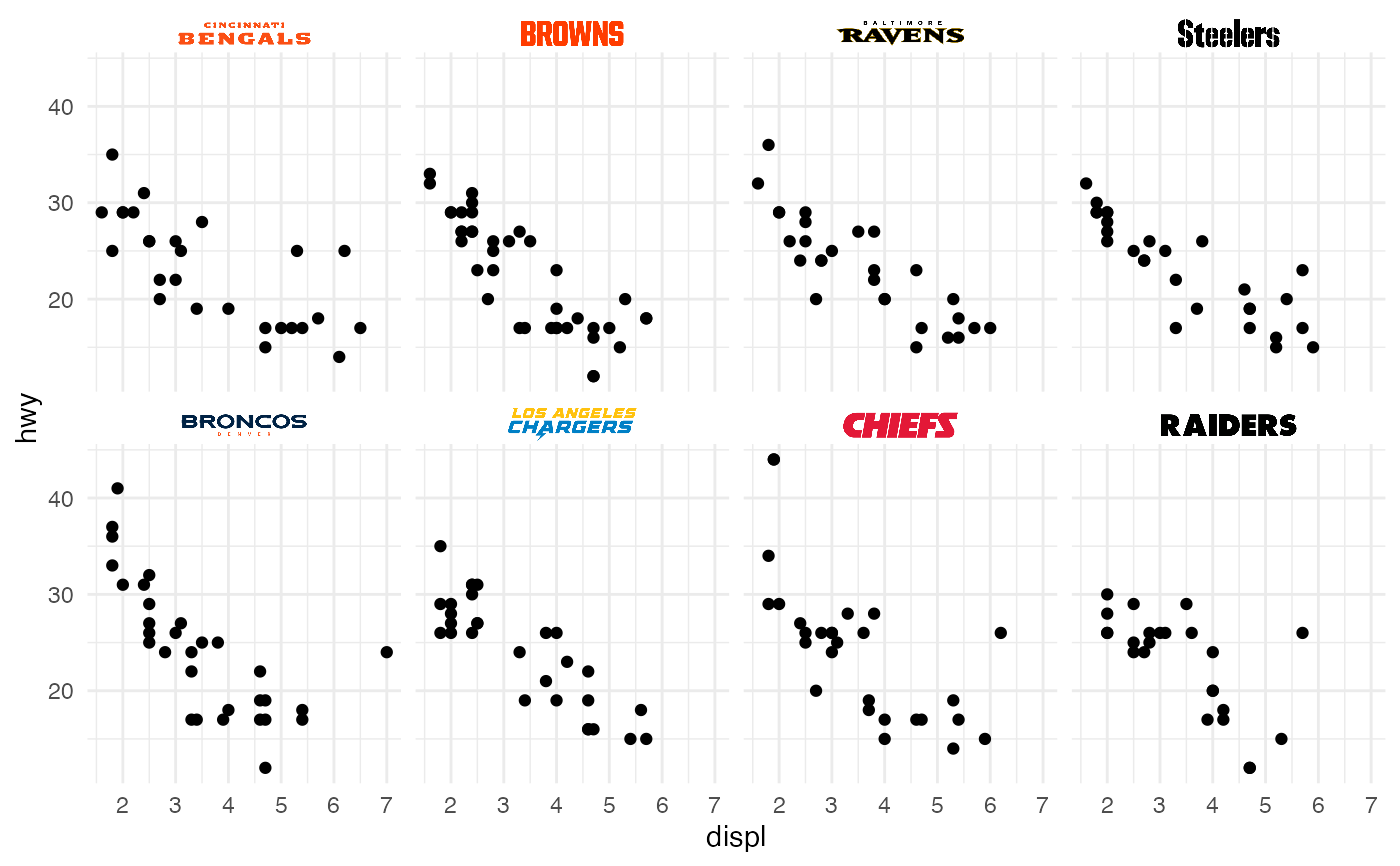 CINCINNATI
BENGALS
BROWNS
BALTIMORE
RAVENS
Steelers
40
30
20
hwy
BRONCOS
DENVER
LOS ANGELES
CHARGERS
CHIEFS
RAIDERS
40
30
20
2 3 4 5 6 7
2 3 4 5 6 7
2 3 4 5 6 7
2 3 4 5 6 7
displ